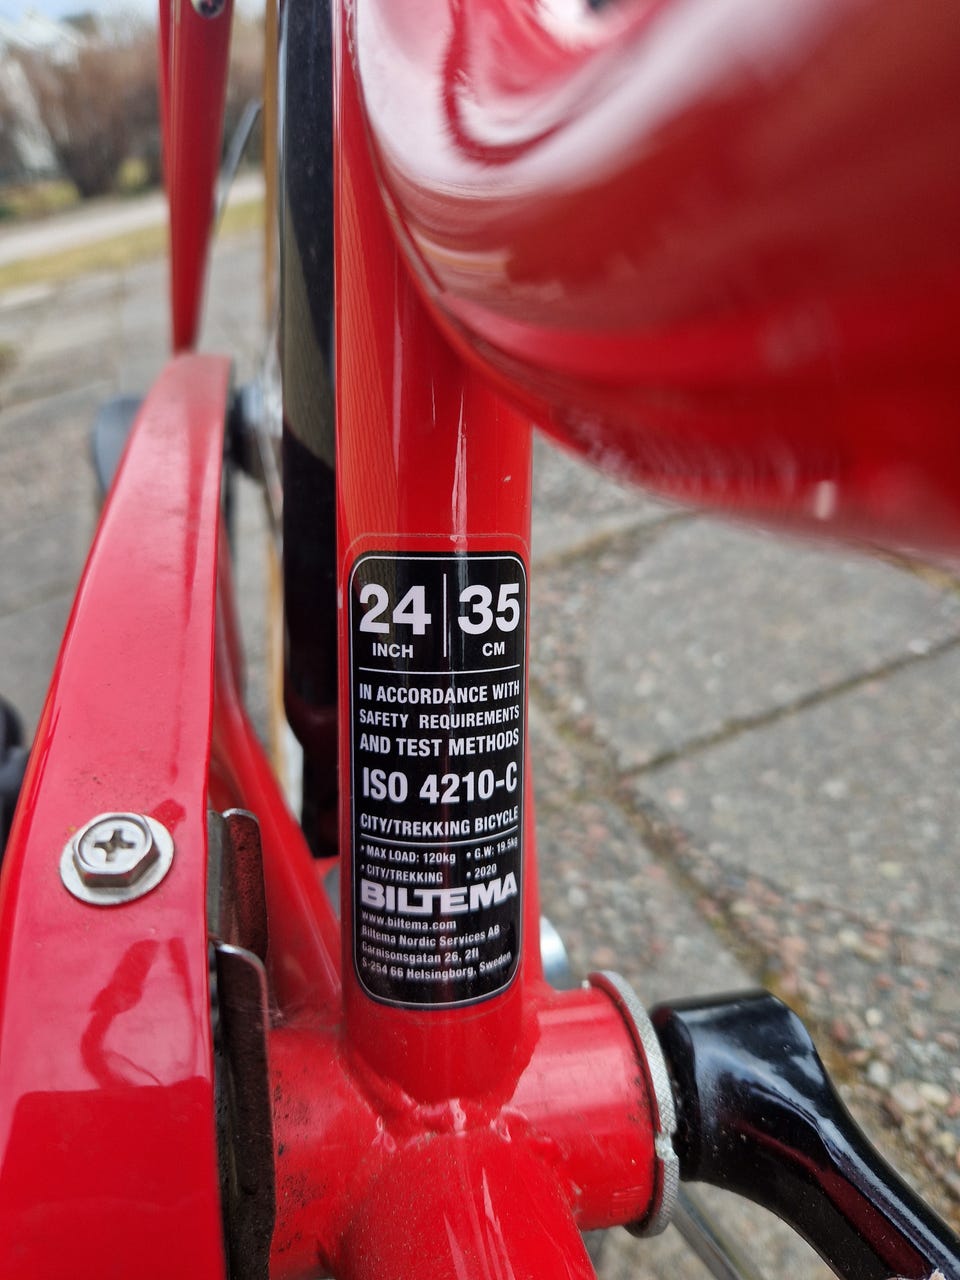 24 35
INCH CM
IN ACCORDANCE WITH
SAFETY REQUIREMENTS
AND TEST METHODS
ISO 4210-C
CITY/TREKKING BICYCLE
• MAX LOAD: 120kg • G.W: 19.5kg
• CITY/TREKKING • 2020
BILTEMA
www.biltema.com
Biltema Nordic Services AB
Garnisonsgatan 26, 2fl
S-254 66 Helsingborg, Sweden